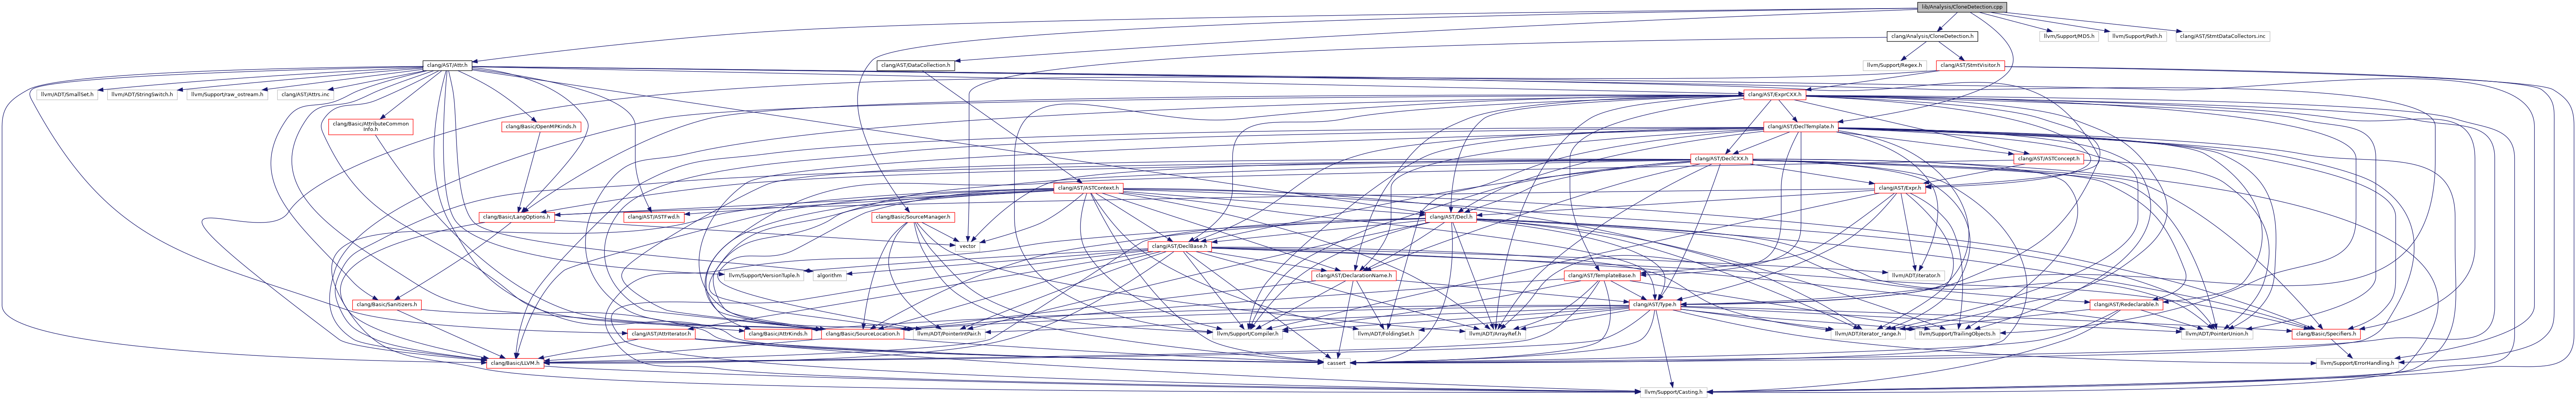 lib/Analysis/CloneDetection.cpp
clang/Analysis/CloneDetection.h
llvm/Support/MD5.h
llvm/Support/Path.h
clang/AST/StmtDataCollectors.inc
clang/AST/Attr.h
clang/AST/DataCollection.h
llvm/Support/Regex.h
clang/AST/StmtVisitor.h
llvm/ADT/SmallSet.h
llvm/ADT/StringSwitch.h
llvm/Support/raw_ostream.h
clang/AST/Attrs.inc
clang/AST/ExprCXX.h
clang/Basic/AttributeCommon
Info.h
clang/Basic/OpenMPKinds.h
clang/AST/DeclTemplate.h
clang/AST/DeclCXX.h
clang/AST/ASTConcept.h
clang/AST/ASTContext.h
clang/AST/Expr.h
clang/Basic/LangOptions.h
clang/AST/ASTFwd.h
clang/Basic/SourceManager.h
clang/AST/Decl.h
vector
clang/AST/DeclBase.h
llvm/Support/VersionTuple.h
algorithm
clang/AST/DeclarationName.h
clang/AST/TemplateBase.h
llvm/ADT/iterator.h
clang/Basic/Sanitizers.h
clang/AST/Type.h
clang/AST/Redeclarable.h
clang/AST/AttrIterator.h
clang/Basic/AttrKinds.h
clang/Basic/SourceLocation.h
llvm/ADT/PointerIntPair.h
llvm/Support/Compiler.h
llvm/ADT/FoldingSet.h
llvm/ADT/ArrayRef.h
llvm/ADT/iterator_range.h
llvm/Support/TrailingObjects.h
llvm/ADT/PointerUnion.h
clang/Basic/Specifiers.h
clang/Basic/LLVM.h
cassert
llvm/Support/ErrorHandling.h
llvm/Support/Casting.h